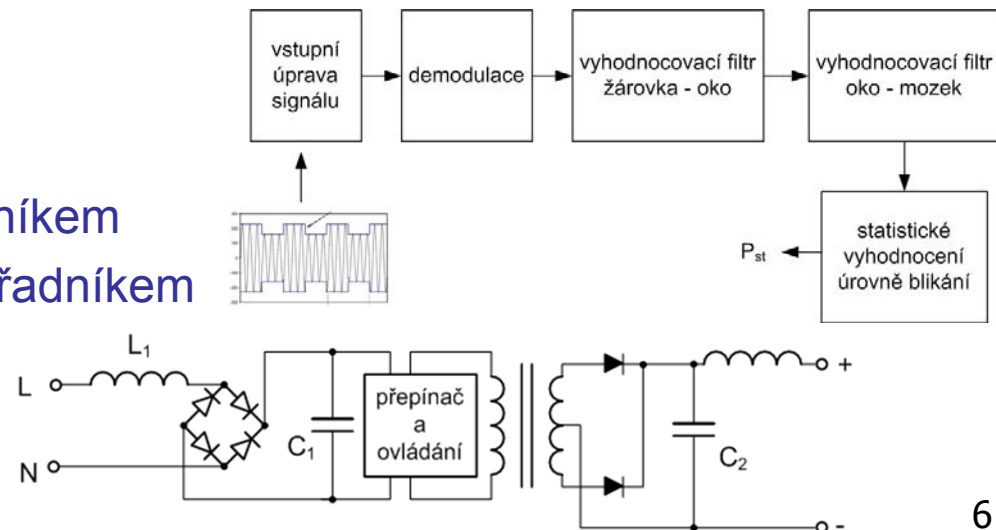 vstupní
úprava
signálu
demodulace
vyhodnocovací filtr
žárovka - oko
vyhodnocovací filtr
oko - mozek
statistické
vyhodnocení
úrovně blikání
Pst
níkem
řadníkem
L1
L
N
C1
přepínač
a
ovládání
C2
+
-
6